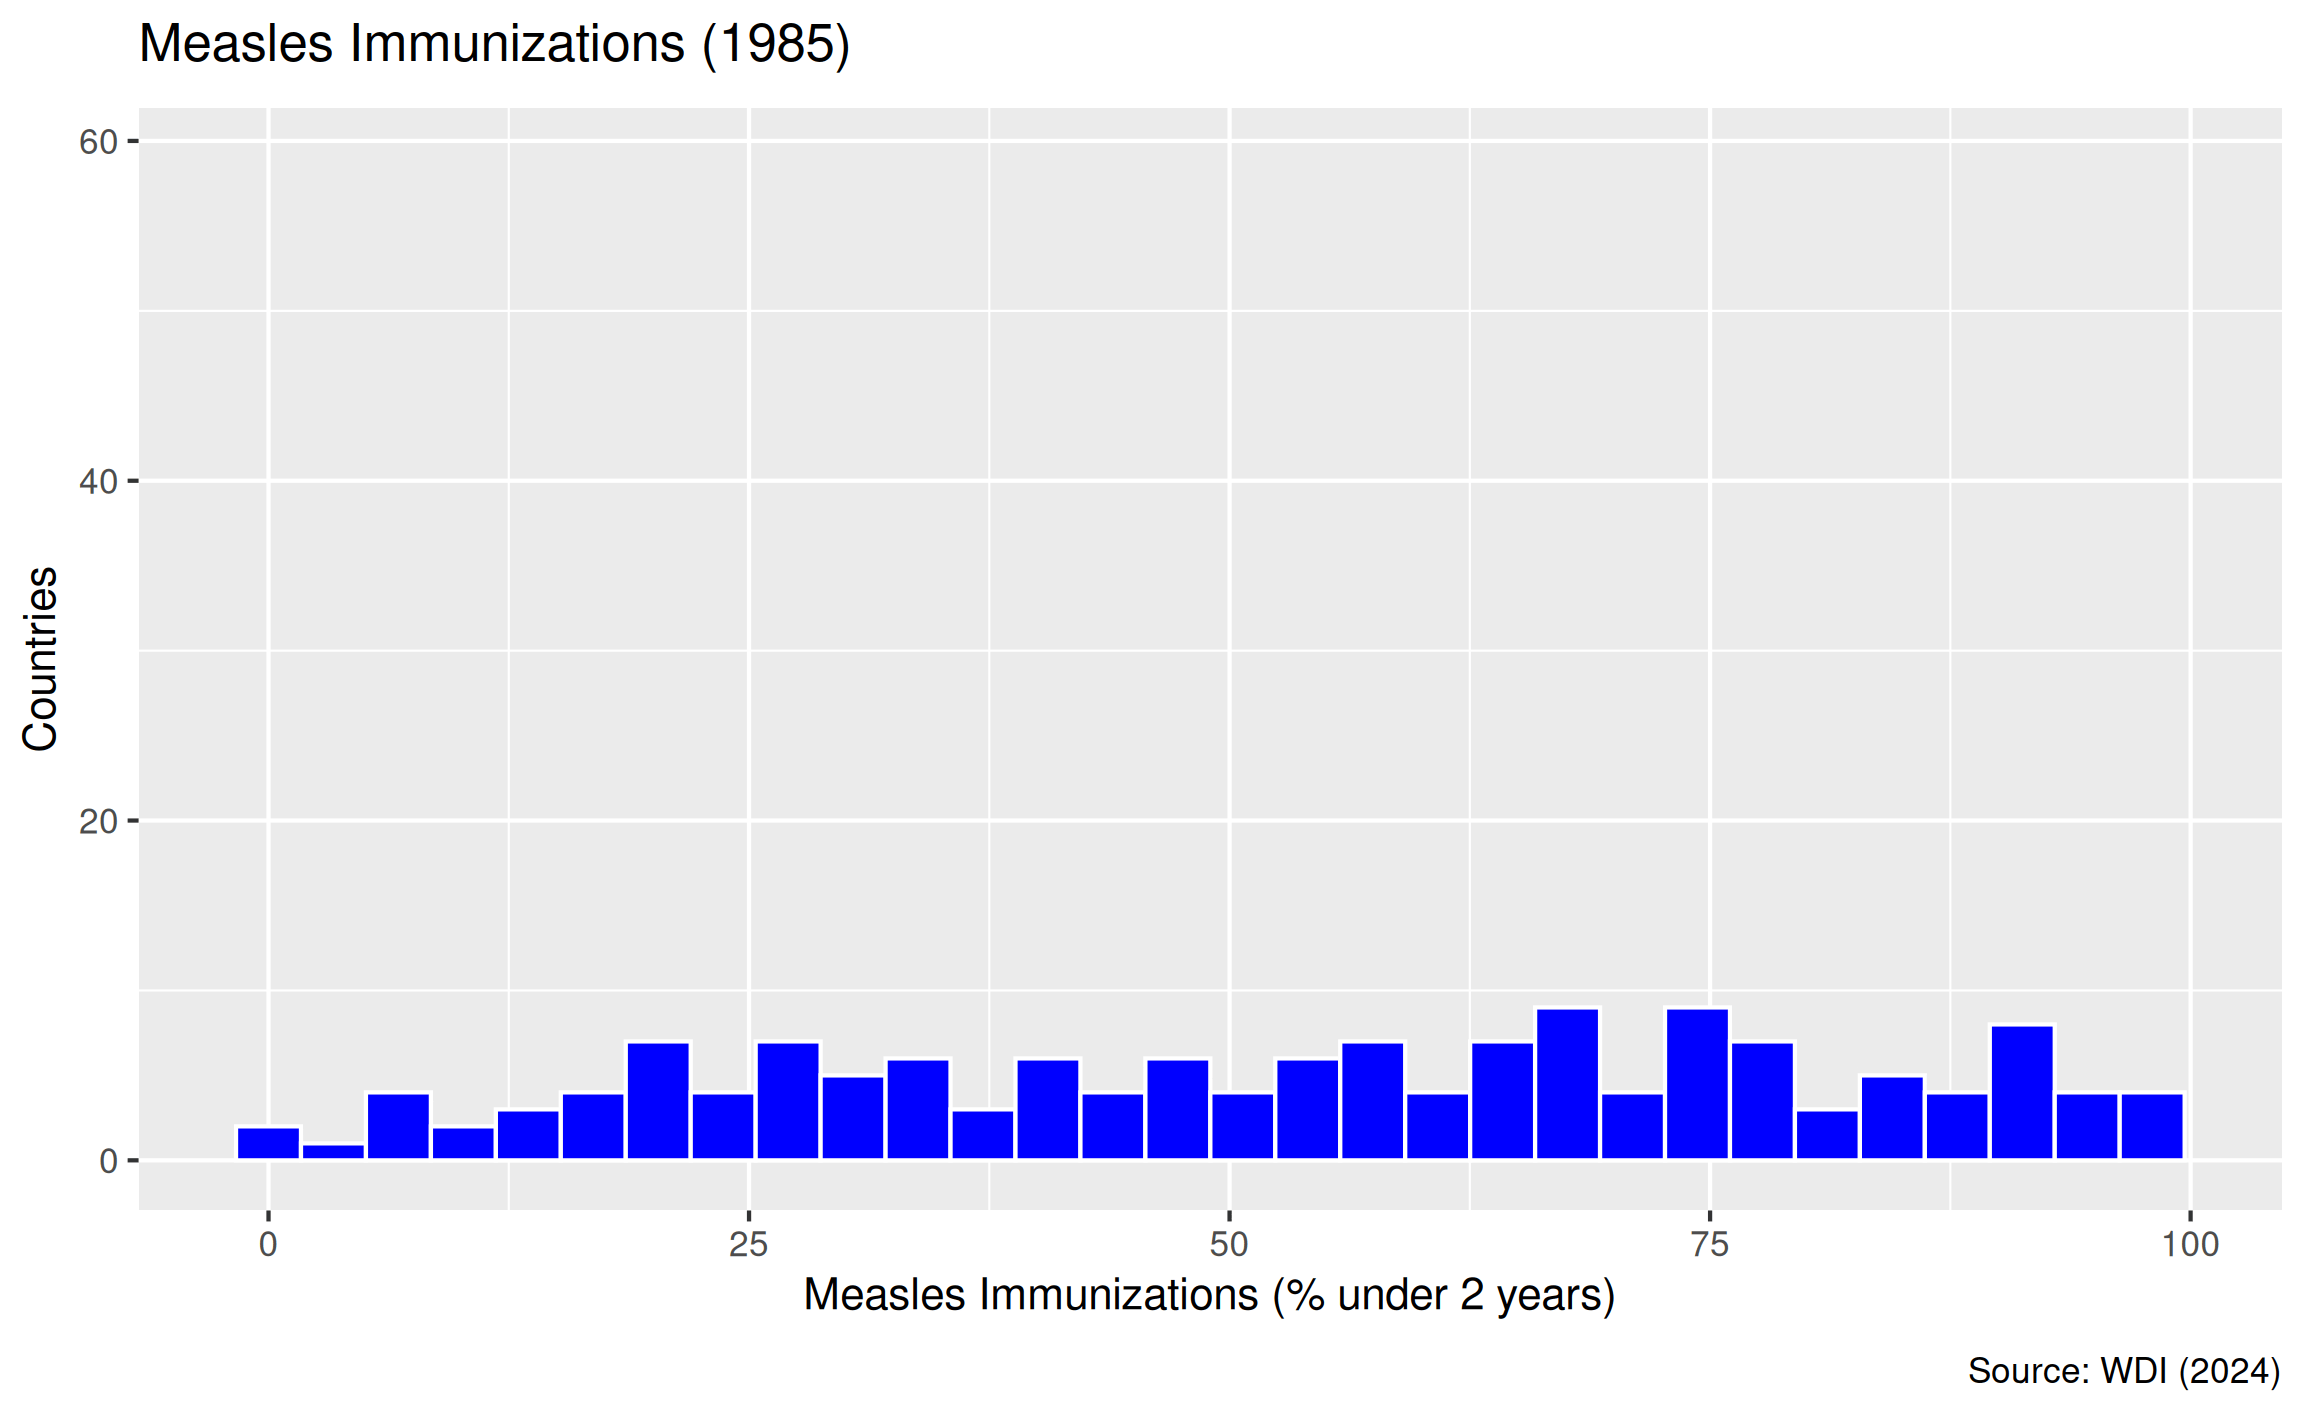 Measles Immunizations (1985)
60
40
20
0
Countries
0 25 50 75 100
Measles Immunizations (% under 2 years)
Source: WDI (2024)